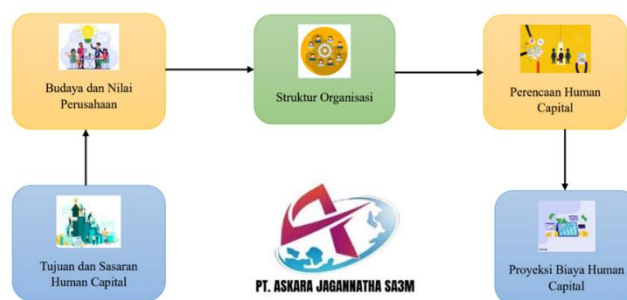 Budaya dan Nilai
Perusahaan
Struktur Organisasi
Perencaan Human
Capital
Tujuan dan Sasaran
Human Capital
PT. ASKARA JAGANNATHA SA3M
Proyeksi Biaya Human
Capital